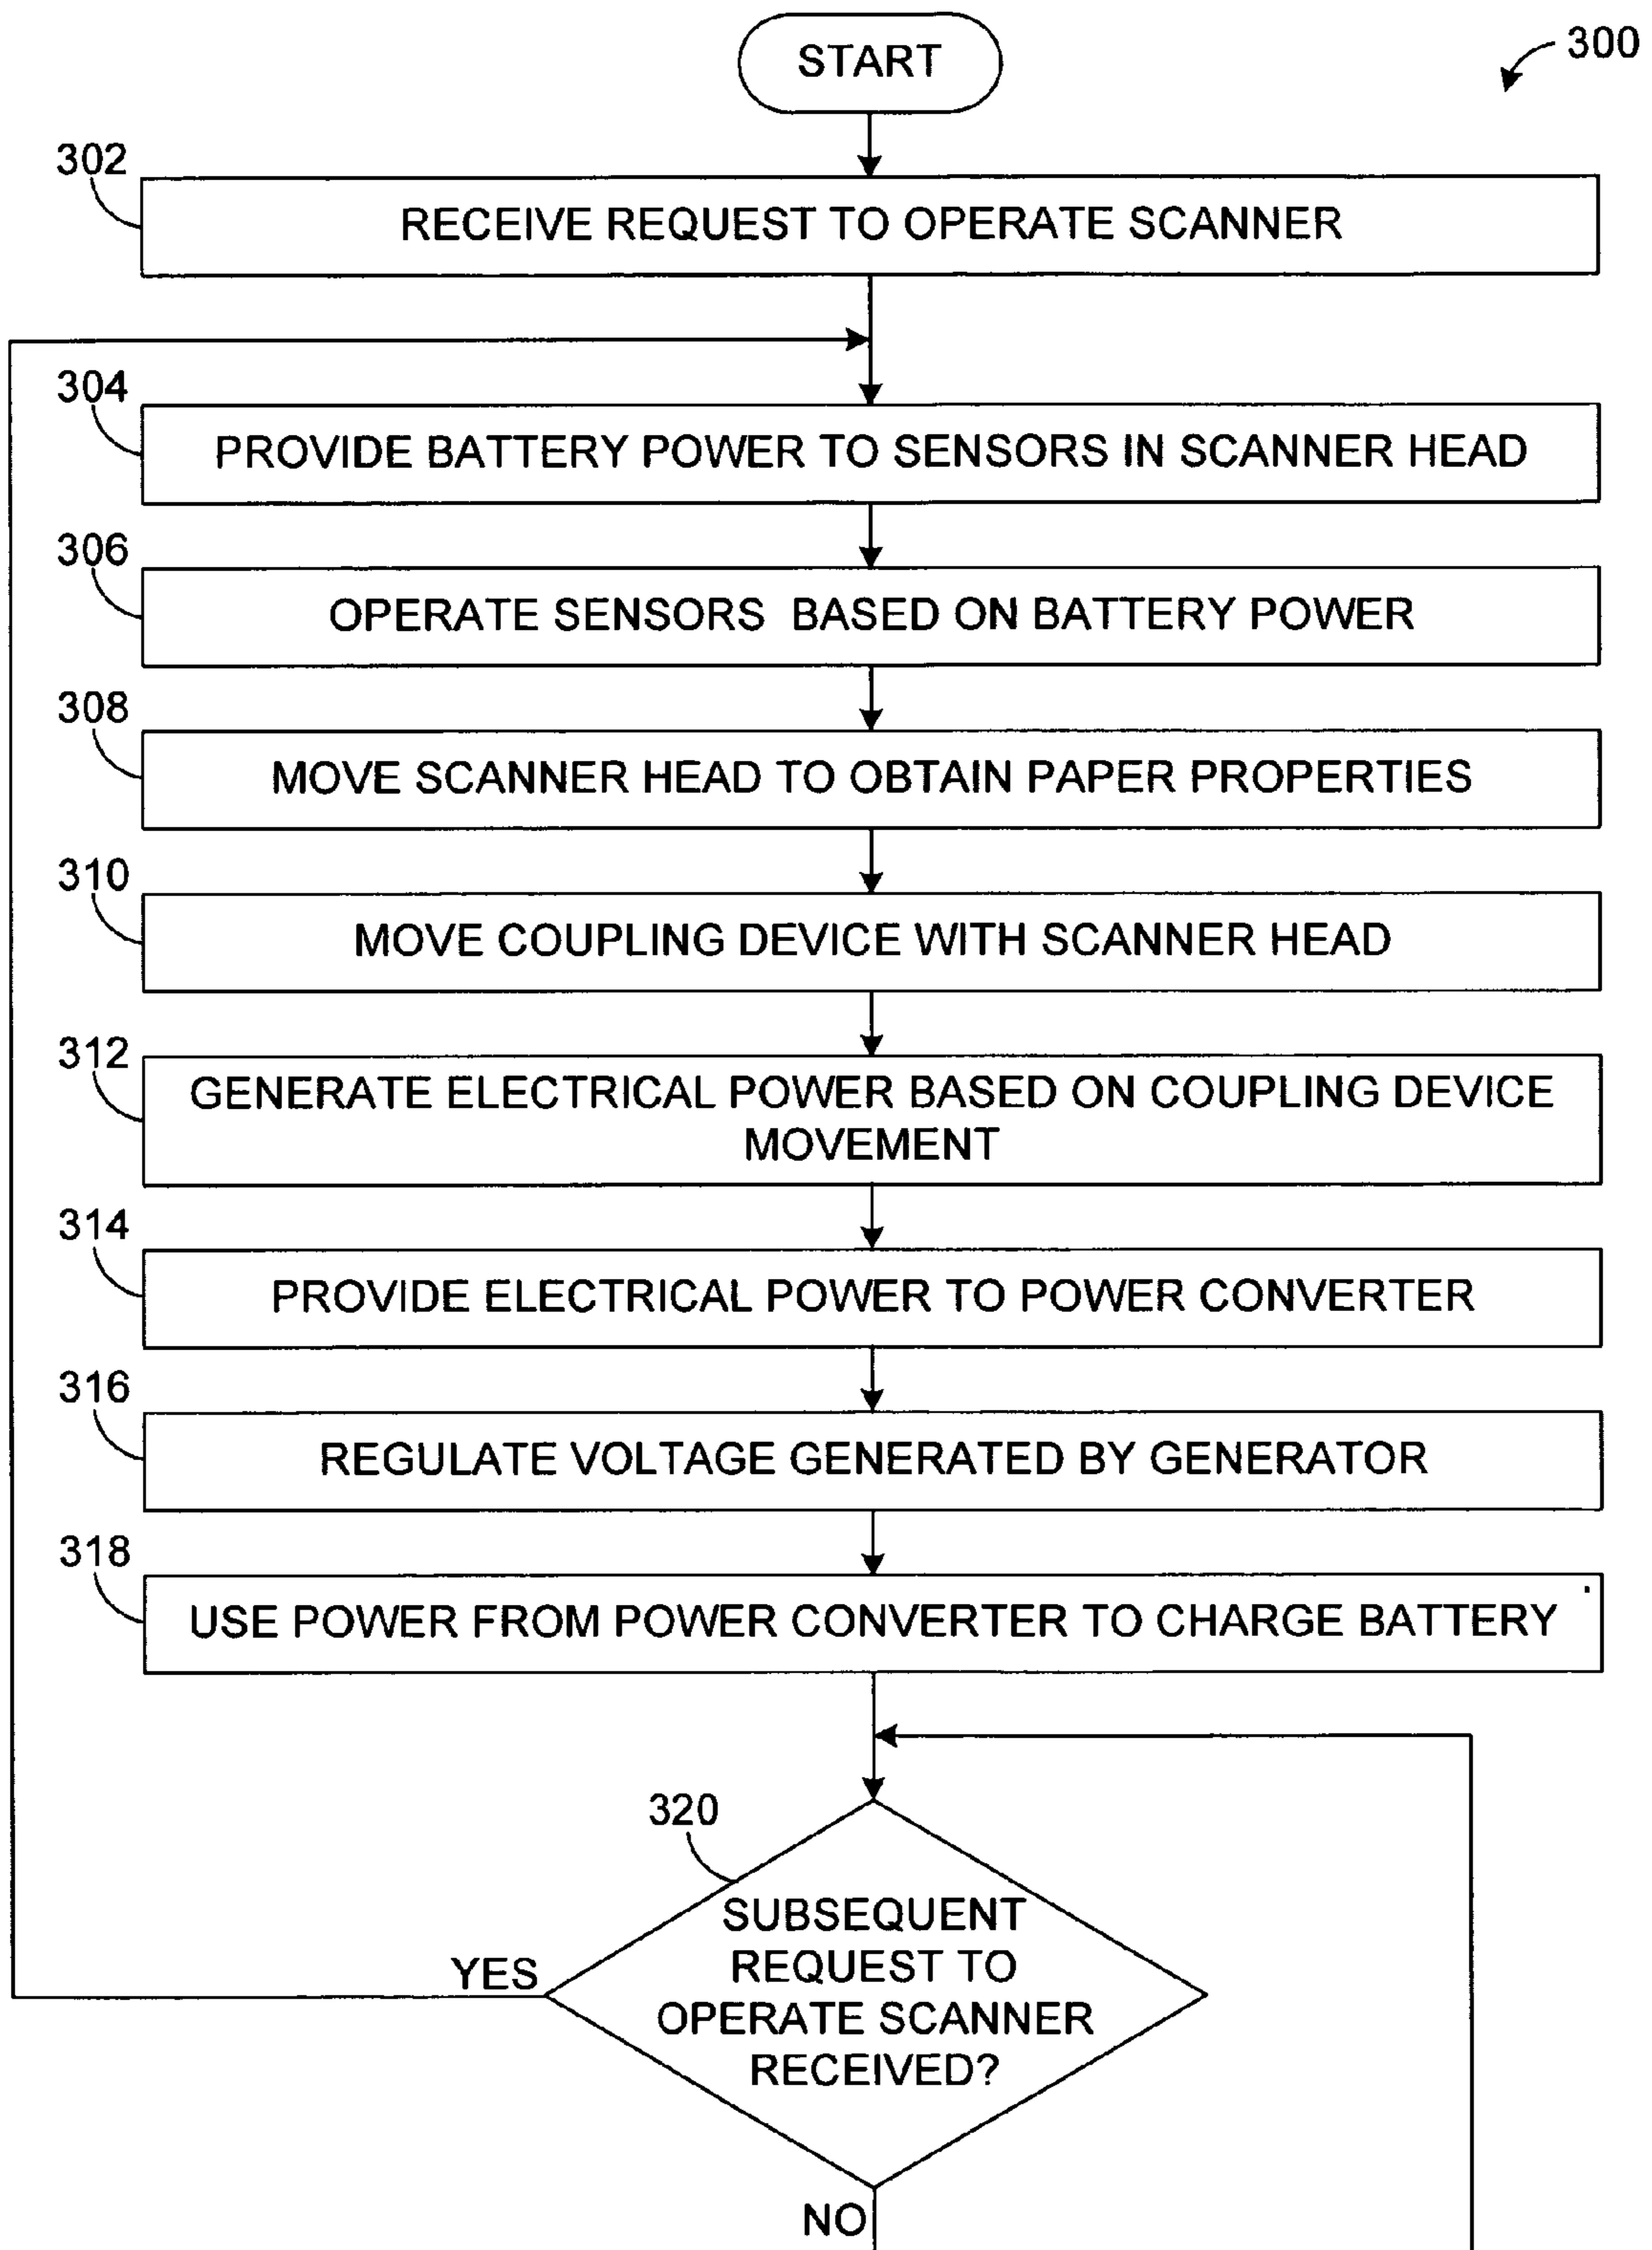 START
300
302
RECEIVE REQUEST TO OPERATE SCANNER
304
PROVIDE BATTERY POWER TO SENSORS IN SCANNER HEAD
306
OPERATE SENSORS BASED ON BATTERY POWER
308
MOVE SCANNER HEAD TO OBTAIN PAPER PROPERTIES
310
MOVE COUPLING DEVICE WITH SCANNER HEAD
312
GENERATE ELECTRICAL POWER BASED ON COUPLING DEVICE
MOVEMENT
314
PROVIDE ELECTRICAL POWER TO POWER CONVERTER
316
REGULATE VOLTAGE GENERATED BY GENERATOR
318
USE POWER FROM POWER CONVERTER TO CHARGE BATTERY
320
SUBSEQUENT
REQUEST TO
OPERATE SCANNER
RECEIVED?
YES
NO